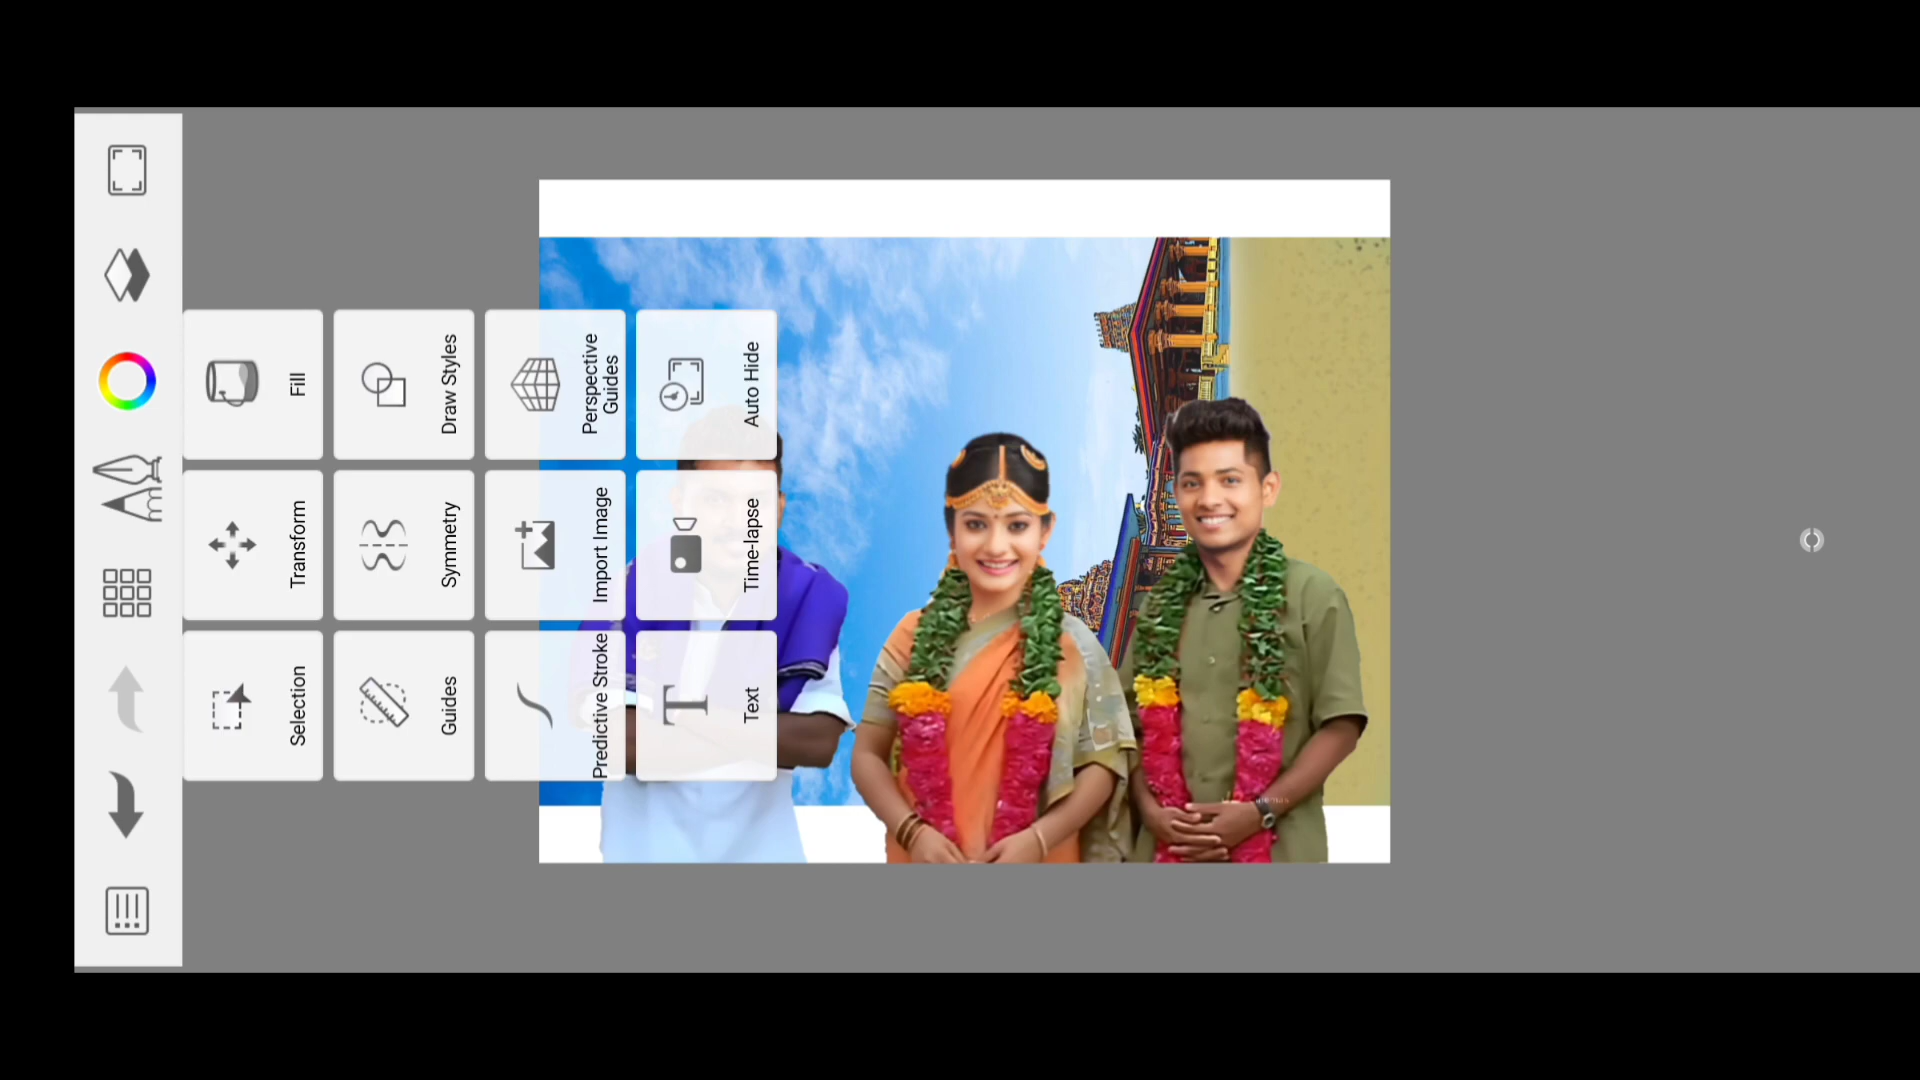 Selection
Transform
Fill
Guides
Symmetry
Draw Styles
Predictive Stroke
Import Image
Perspective
Guides
Text
Time-lapse
Auto Hide